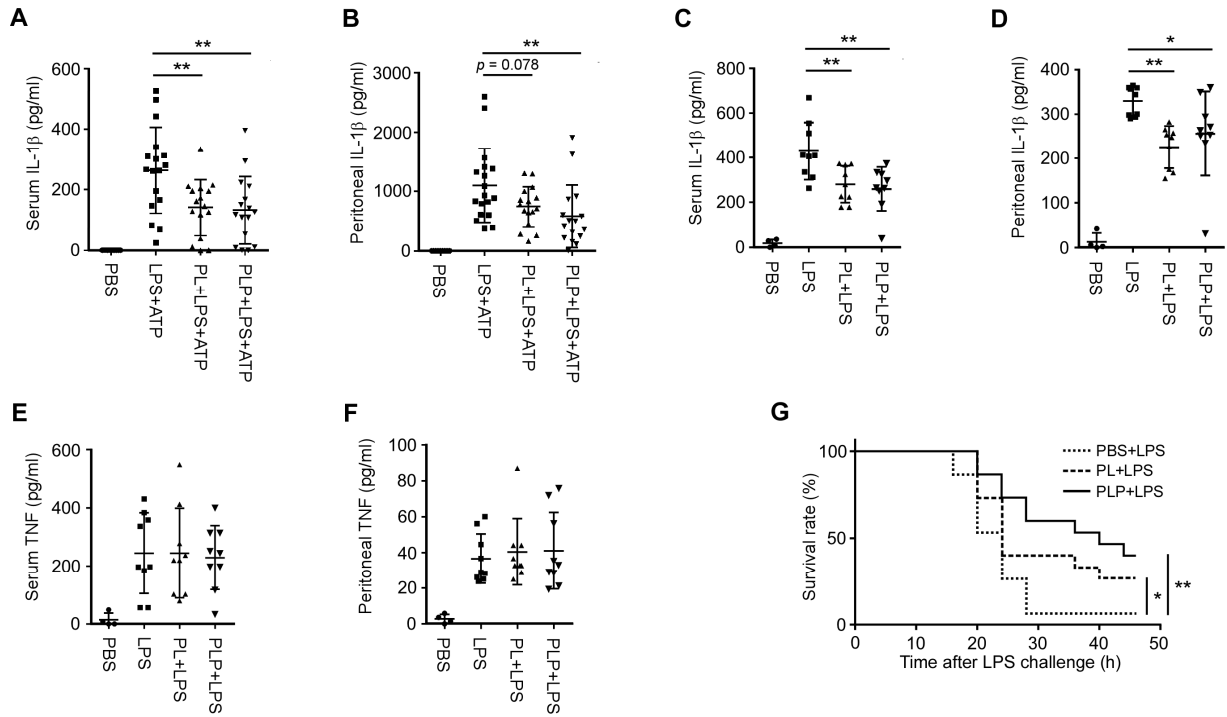 A
Serum IL-1β (pg/ml)
600
400
200
0
**
**
PBS
LPS+ATP
PL+LPS+ATP
PLP+LPS+ATP
B
Peritoneal IL-1β (pg/ml)
3000
2000
1000
0
**
p = 0.078
PBS
LPS+ATP
PL+LPS+ATP
PLP+LPS+ATP
C
Serum IL-1β (pg/ml)
800
600
400
200
0
**
**
PBS
LPS
PL+LPS
PLP+LPS
D
Peritoneal IL-1β (pg/ml)
400
300
200
100
0
*
**
PBS
LPS
PL+LPS
PLP+LPS
E
Serum TNF (pg/ml)
600
400
200
0
PBS
LPS
PL+LPS
PLP+LPS
F
Peritoneal TNF (pg/ml)
100
80
60
40
20
0
PBS
LPS
PL+LPS
PLP+LPS
G
Survival rate (%)
100
50
0
PBS+LPS
PL+LPS
PLP+LPS
*
**
0 10 20 30 40 50
Time after LPS challenge (h)